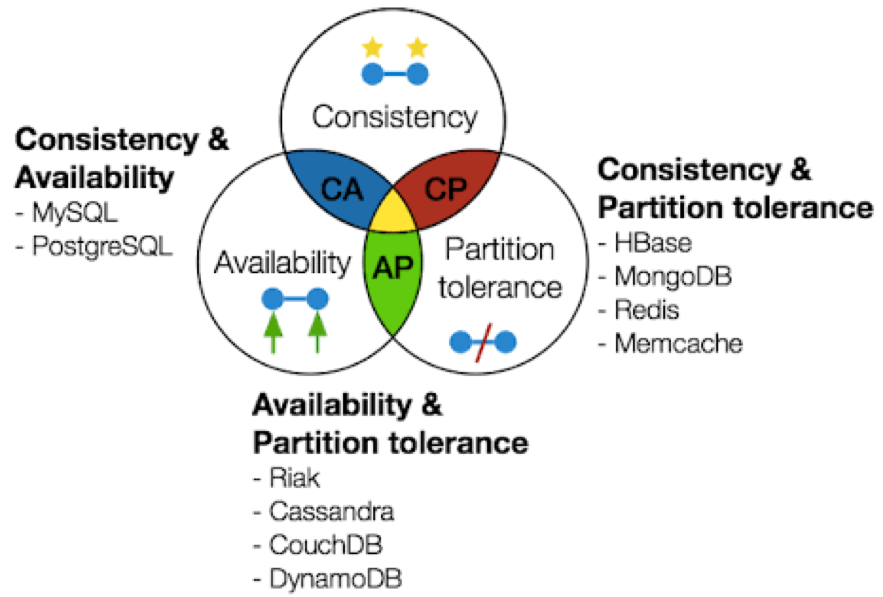 Consistency
Consistency &
Availability
- MySQL
- PostgreSQL
CA
CP
Consistency &
Partition tolerance
- HBase
- MongoDB
- Redis
- Memcache
Availability
AP
Partition
tolerance
Availability &
Partition tolerance
- Riak
- Cassandra
- CouchDB
- DynamoDB